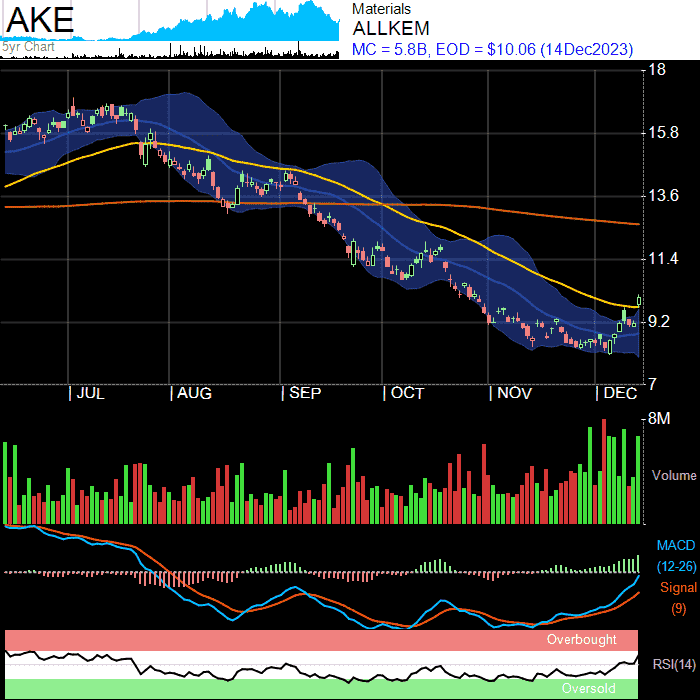 AKE
5yr Chart
Materials
ALLKEM
MC = 5.8B, EOD = $10.06 (14Dec2023)
18
15.8
13.6
11.4
9.2
7
JUL AUG SEP OCT NOV DEC
8M
Volume
MACD
(12-26)
Signal
(9)
Overbought
RSI(14)
Oversold